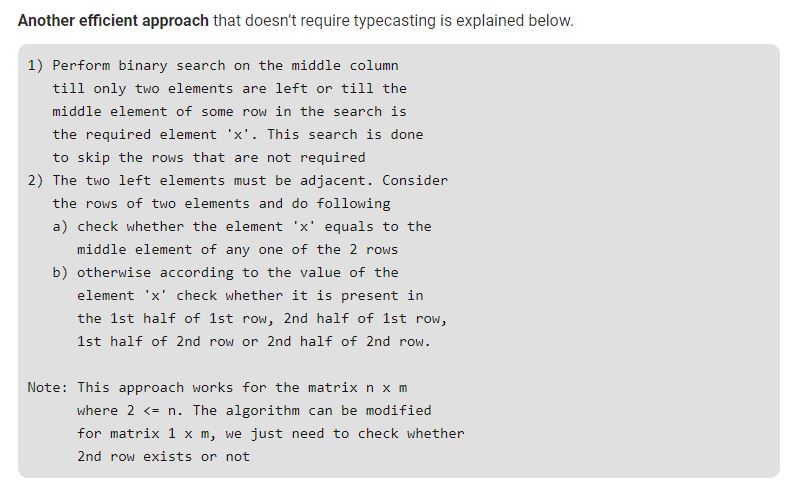 Another efficient approach that doesn't require typecasting is explained below.
1) Perform binary search on the middle column
till only two elements are left or till the
middle element of some row in the search is
the required element 'x'. This search is done
to skip the rows that are not required
2) The two left elements must be adjacent. Consider
the rows of two elements and do following
a) check whether the element 'x' equals to the
middle element of any one of the 2 rows
b) otherwise according to the value of the
element 'x' check whether it is present in
the 1st half of 1st row, 2nd half of 1st row,
1st half of 2nd row or 2nd half of 2nd row.
Note: This approach works for the matrix n x m
where 2 <= n. The algorithm can be modified
for matrix 1 x m, we just need to check whether
2nd row exists or not